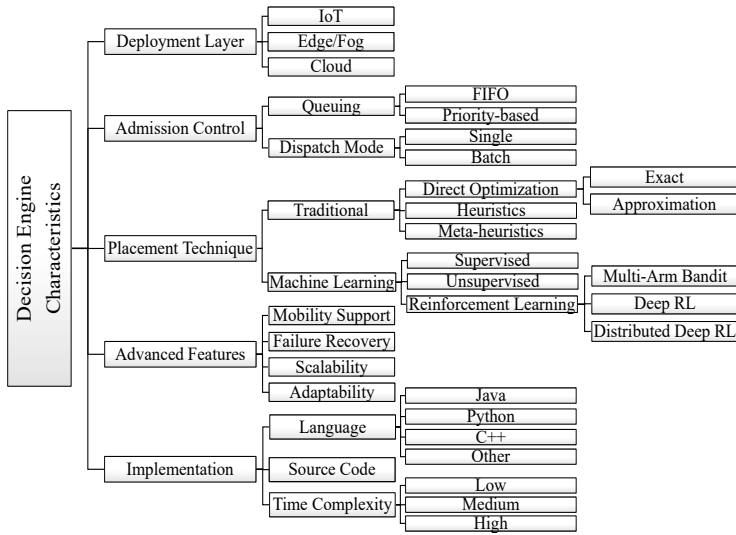 Decision Engine
Characteristics
Deployment Layer
IoT
Edge/Fog
Cloud
Admission Control
Queuing
FIFO
Priority-based
Dispatch Mode
Single
Batch
Placement Technique
Traditional
Direct Optimization
Exact
Approximation
Heuristics
Meta-heuristics
Machine Learning
Supervised
Unsupervised
Reinforcement Learning
Multi-Arm Bandit
Deep RL
Distributed Deep RL
Advanced Features
Mobility Support
Failure Recovery
Scalability
Adaptability
Implementation
Language
Java
Python
C++
Other
Source Code
Time Complexity
Low
Medium
High